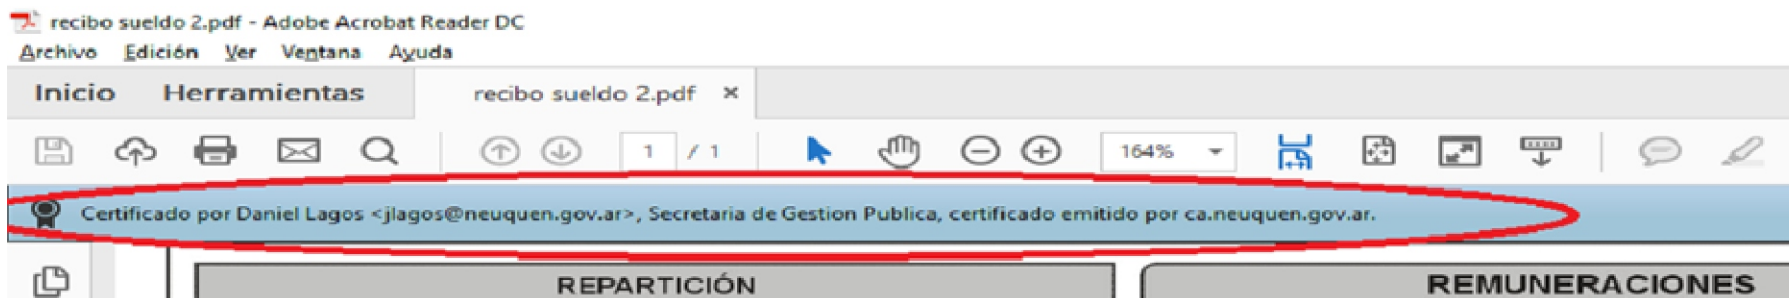 recibo sueldo 2.pdf - Adobe Acrobat Reader DC
Archivo Edición Ver Ventana Ayuda
Inicio Herramientas recibo sueldo 2.pdf ×
1 / 1 164%
Certificado por Daniel Lagos <jlagos@neuquen.gov.ar>, Secretaria de Gestion Publica, certificado emitido por ca.neuquen.gov.ar.
REPARTICIÓN REMUNERACIONES